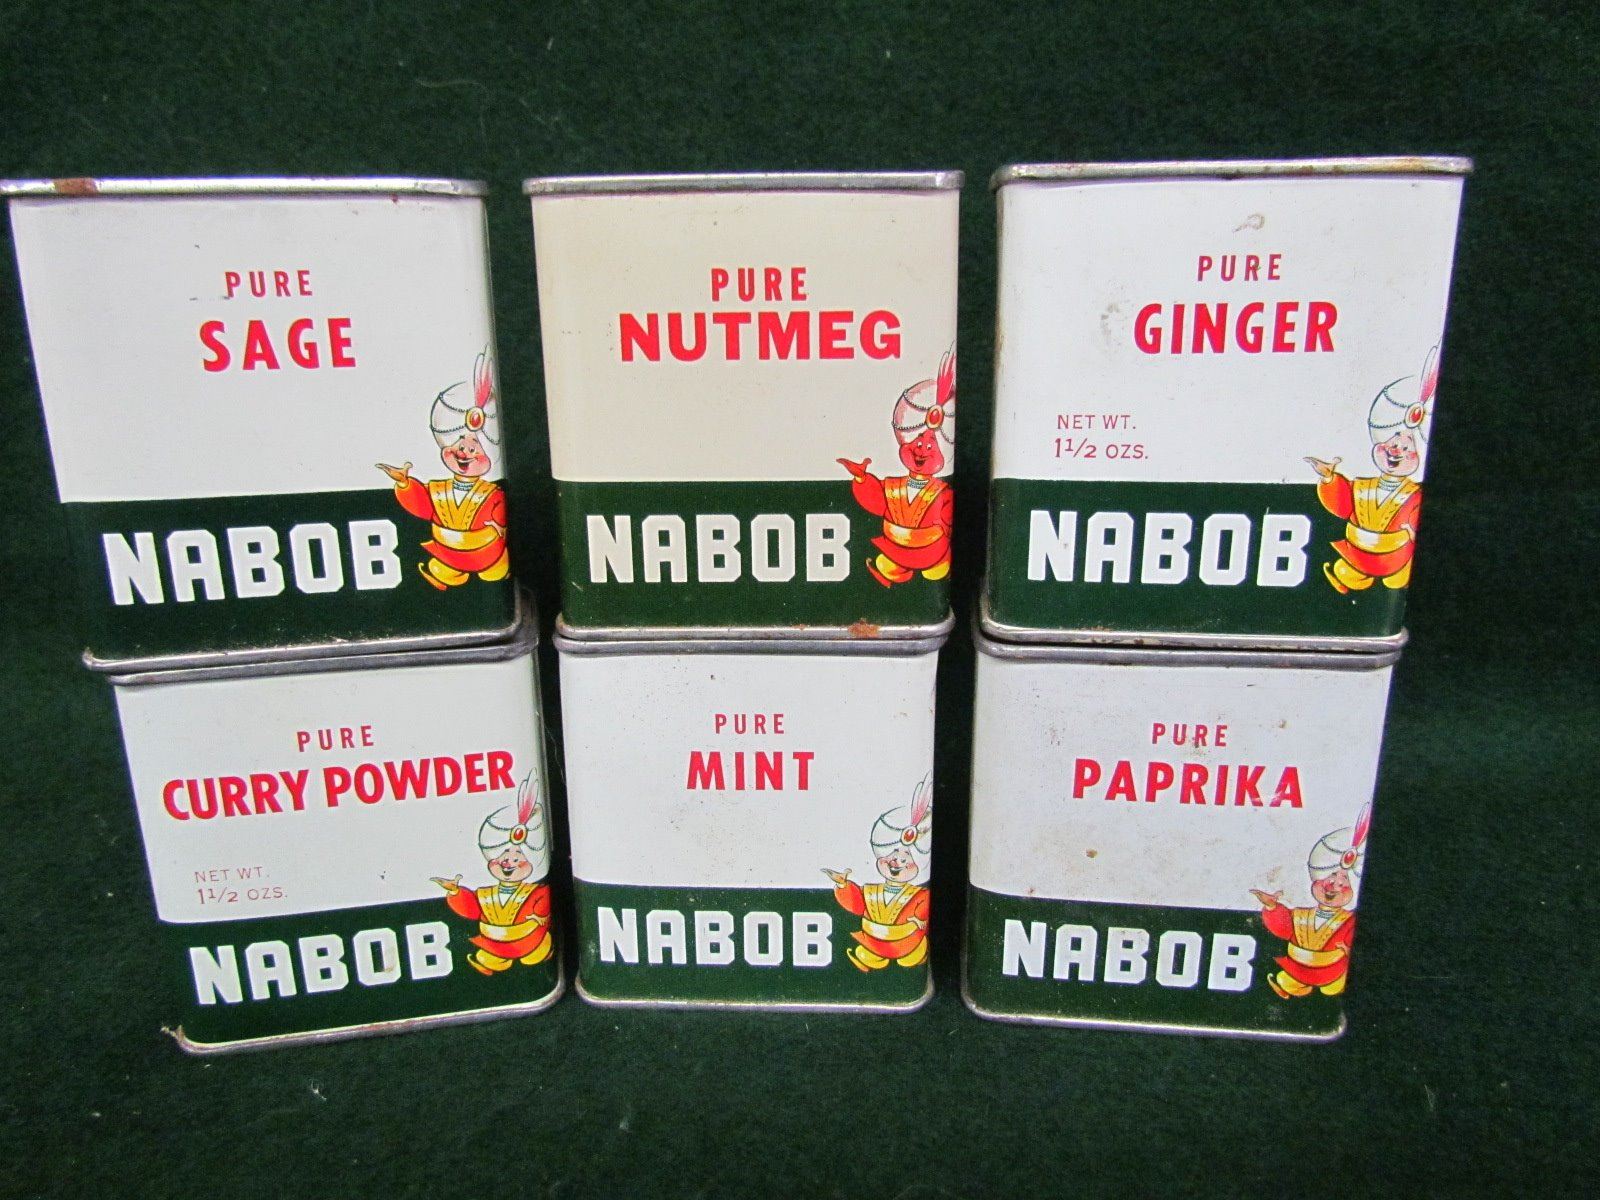 PURE
SAGE
NABOB
PURE
NUTMEG
NABOB
PURE
GINGER
NET WT.
1 1/2 OZS.
NABOB
PURE
CURRY POWDER
NET WT.
1 1/2 OZS.
NABOB
PURE
MINT
NABOB
PURE
PAPRIKA
NABOB